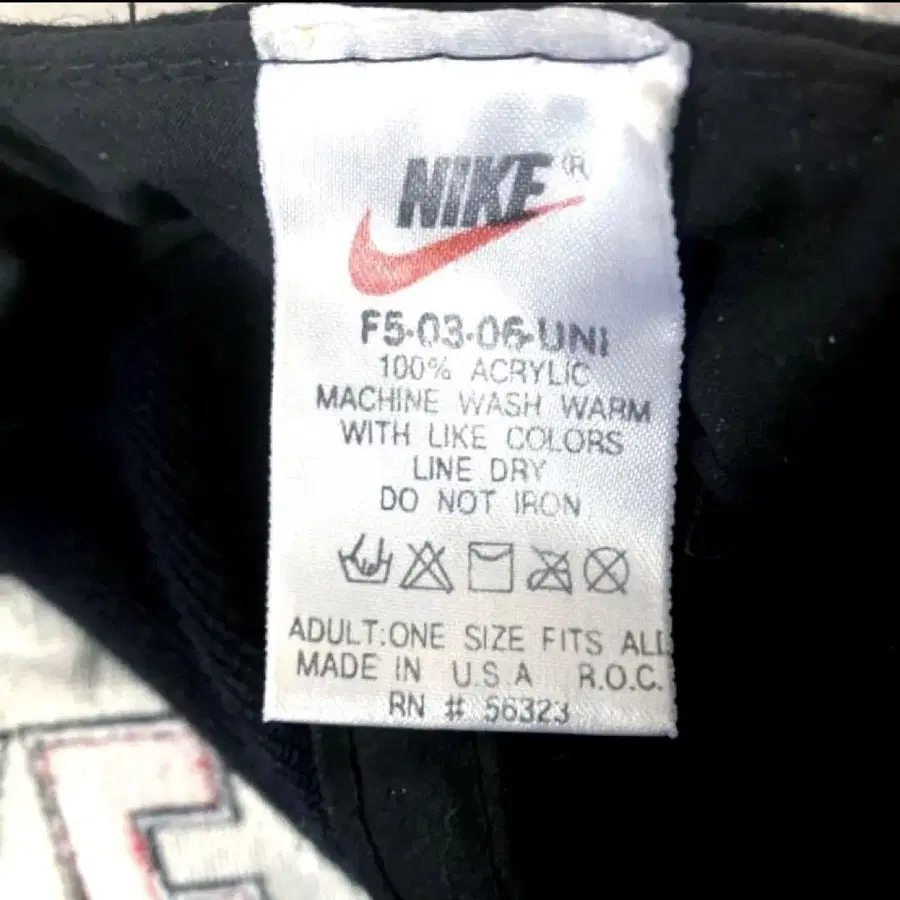 NIKE®
F5-03-06-UNI
100% ACRYLIC
MACHINE WASH WARM
WITH LIKE COLORS
LINE DRY
DO NOT IRON
ADULT:ONE SIZE FITS ALL
MADE IN U.S.A R.O.C.
RN # 56323